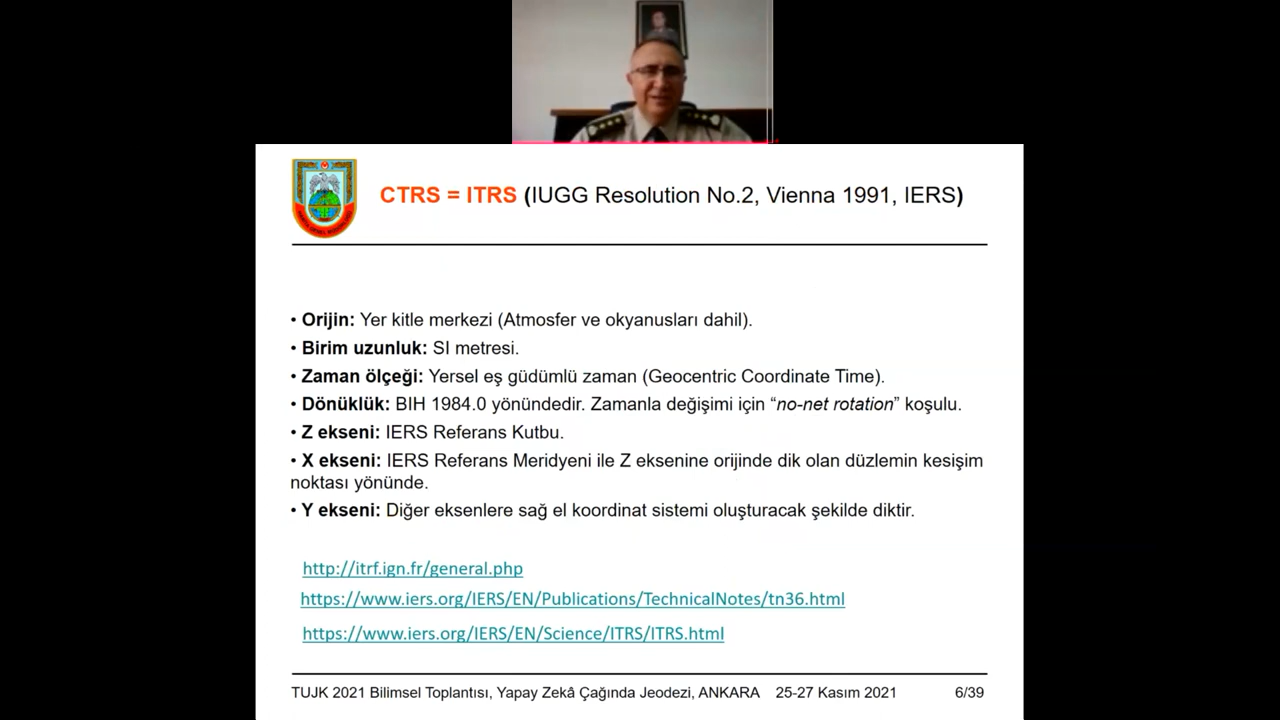 CTRS = ITRS (IUGG Resolution No.2, Vienna 1991, IERS)
• Orijin: Yer kitle merkezi (Atmosfer ve okyanusları dahil).
• Birim uzunluk: SI metresi.
• Zaman ölçeği: Yersel eş güdümlü zaman (Geocentric Coordinate Time).
• Dönüklük: BIH 1984.0 yönündedir. Zamanla değişimi için “no-net rotation” koşulu.
• Z ekseni: IERS Referans Kutbu.
• X ekseni: IERS Referans Meridyeni ile Z eksenine orijinde dik olan düzlemin kesişim
noktası yönünde.
• Y ekseni: Diğer eksenlere sağ el koordinat sistemi oluşturacak şekilde diktir.
http://itrf.ign.fr/general.php
https://www.iers.org/IERS/EN/Publications/TechnicalNotes/tn36.html
https://www.iers.org/IERS/EN/Science/ITRS/ITRS.html
TUJK 2021 Bilimsel Toplantısı, Yapay Zekâ Çağında Jeodezi, ANKARA 25-27 Kasım 2021 6/39